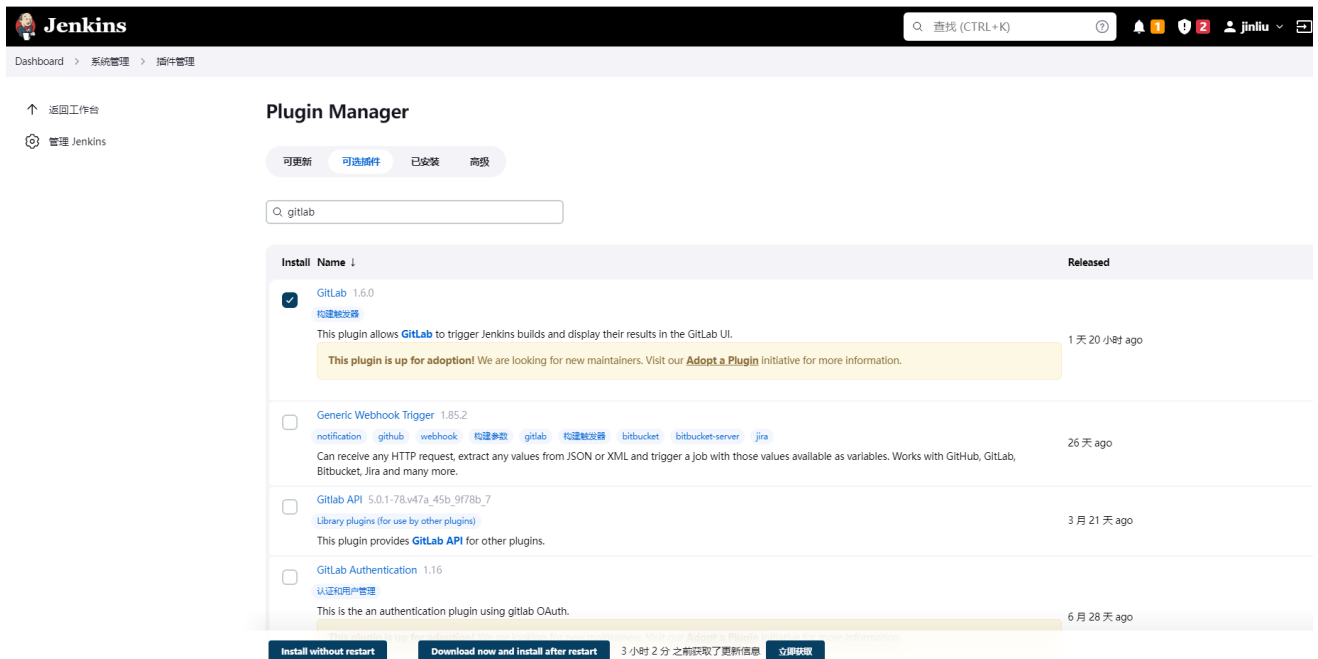 Jenkins
查找 (CTRL+K)
1
2
jinliu
Dashboard > 系统管理 > 插件管理
返回工作台
管理 Jenkins
Plugin Manager
可更新 可选插件 已安装 高级
gitlab
Install Name ↓ Released
GitLab 1.6.0
构建触发器
This plugin allows GitLab to trigger Jenkins builds and display their results in the GitLab UI.
1 天 20 小时 ago
This plugin is up for adoption! We are looking for new maintainers. Visit our Adopt a Plugin initiative for more information.
Generic Webhook Trigger 1.85.2
notification github webhook 构建参数 gitlab 构建触发器 bitbucket bitbucket-server jira
26 天 ago
Can receive any HTTP request, extract any values from JSON or XML and trigger a job with those values available as variables. Works with GitHub, GitLab,
Bitbucket, Jira and many more.
Gitlab API 5.0.1-78.v47a_45b_9f78b_7
Library plugins (for use by other plugins)
3 月 21 天 ago
This plugin provides GitLab API for other plugins.
GitLab Authentication 1.16
认证和用户管理
This is the an authentication plugin using gitlab OAuth.
6 月 28 天 ago
Install without restart Download now and install after restart 3 小时 2 分 之前获取了更新信息 立即获取